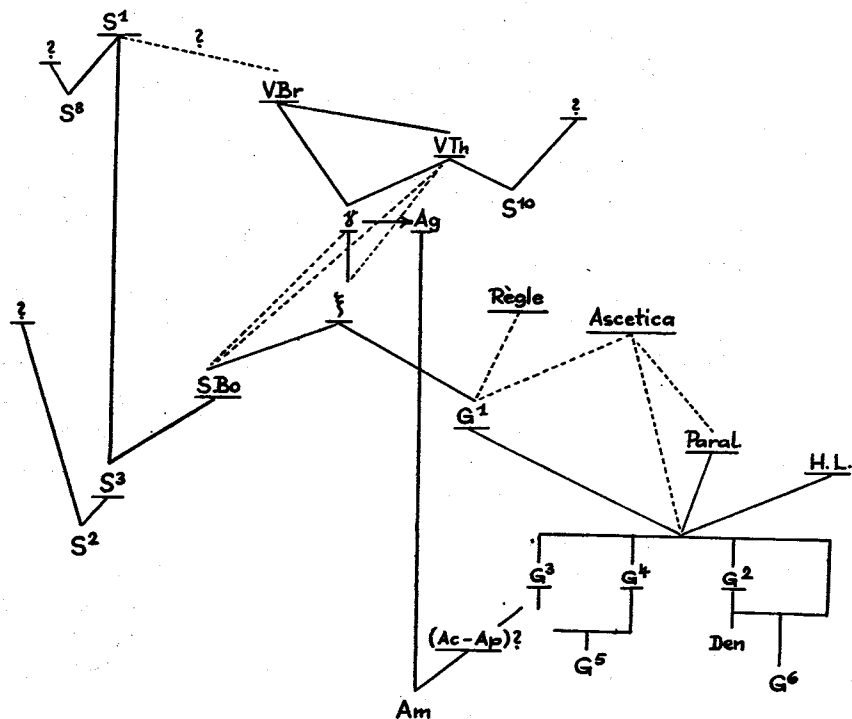 S¹
?
?
S⁸
VBr
?
VTh
S¹⁰
ɣ
Ag
?
Règle
ξ
Ascetica
SBo
G¹
Paral.
H.L.
S³
S²
G³
G⁴
G²
(Ac-Ap)?
Den
G⁵
G⁶
Am